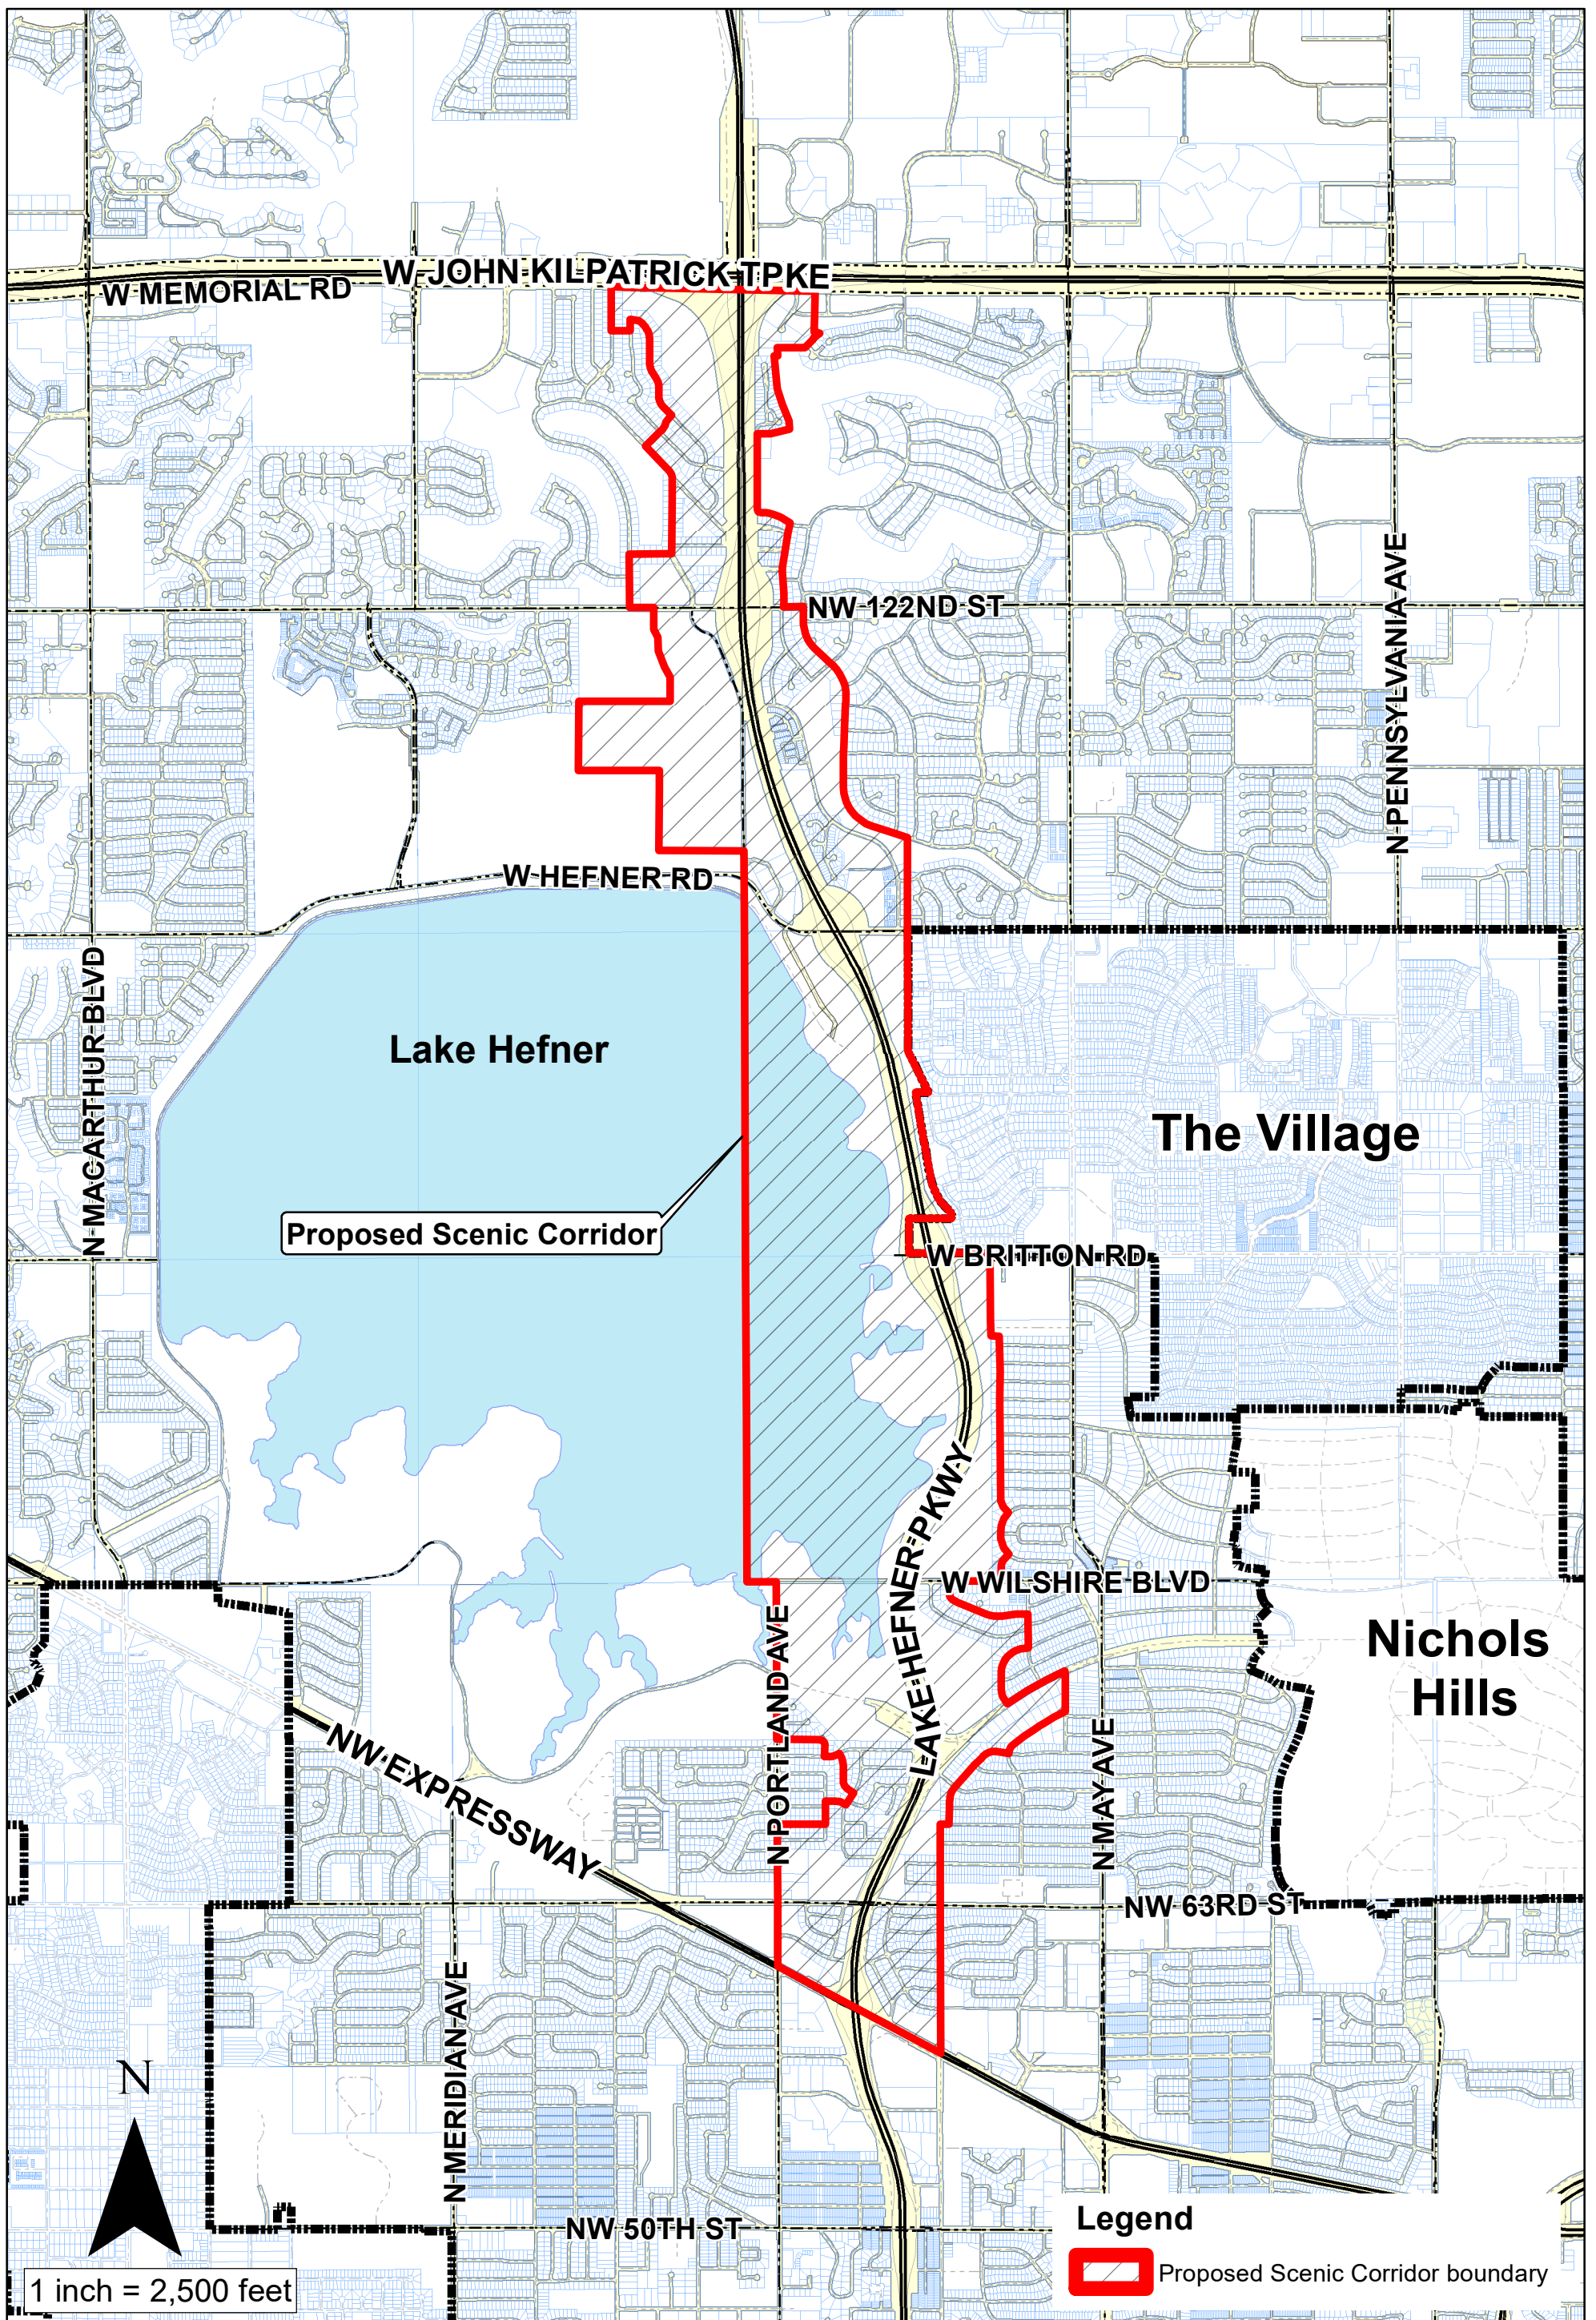 W JOHN KILPATRICK TPKE
W MEMORIAL RD
NW 122ND ST
N PENNSYLVANIA AVE
W HEFNER RD
N MACARTHUR BLVD
Lake Hefner
The Village
Proposed Scenic Corridor
W BRITTON RD
LAKE HEFNER PKWY
W WILSHIRE BLVD
Nichols
Hills
N PORTLAND AVE
N MAY AVE
NW EXPRESSWAY
NW 63RD ST
N MERIDIAN AVE
N
NW 50TH ST
Legend
Proposed Scenic Corridor boundary
1 inch = 2,500 feet